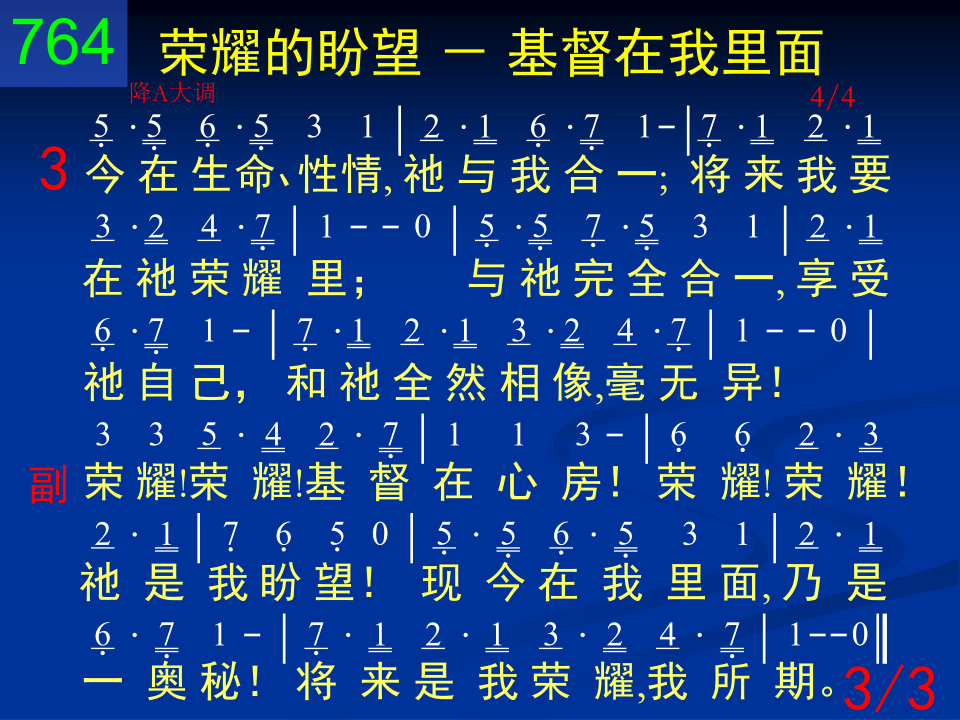 764
荣耀的盼望 － 基督在我里面
降A大调 4/4
5 · 5 6 · 5 3 1 | 2 · 1 6 · 7 1 - | 7 · 1 2 · 1
3 今在生命、性情, 祂与我合一; 将来我要
3 · 2 4 · 7 | 1 - - 0 | 5 · 5 7 · 5 3 1 | 2 · 1
在祂荣耀里； 与祂完全合一, 享受
6 · 7 1 - | 7 · 1 2 · 1 3 · 2 4 · 7 | 1 - - 0 |
祂自己， 和祂全然相像,毫无异！
3 3 5 · 4 2 · 7 | 1 1 3 - | 6 6 2 · 3
副 荣耀!荣耀!基督在心房！ 荣耀! 荣耀！
2 · 1 | 7 6 5 0 | 5 · 5 6 · 5 3 1 | 2 · 1
祂是我盼望！ 现今在我里面, 乃是
6 · 7 1 - | 7 · 1 2 · 1 3 · 2 4 · 7 | 1 - - 0 ‖
一奥秘！ 将来是我荣耀,我所期。
3/3